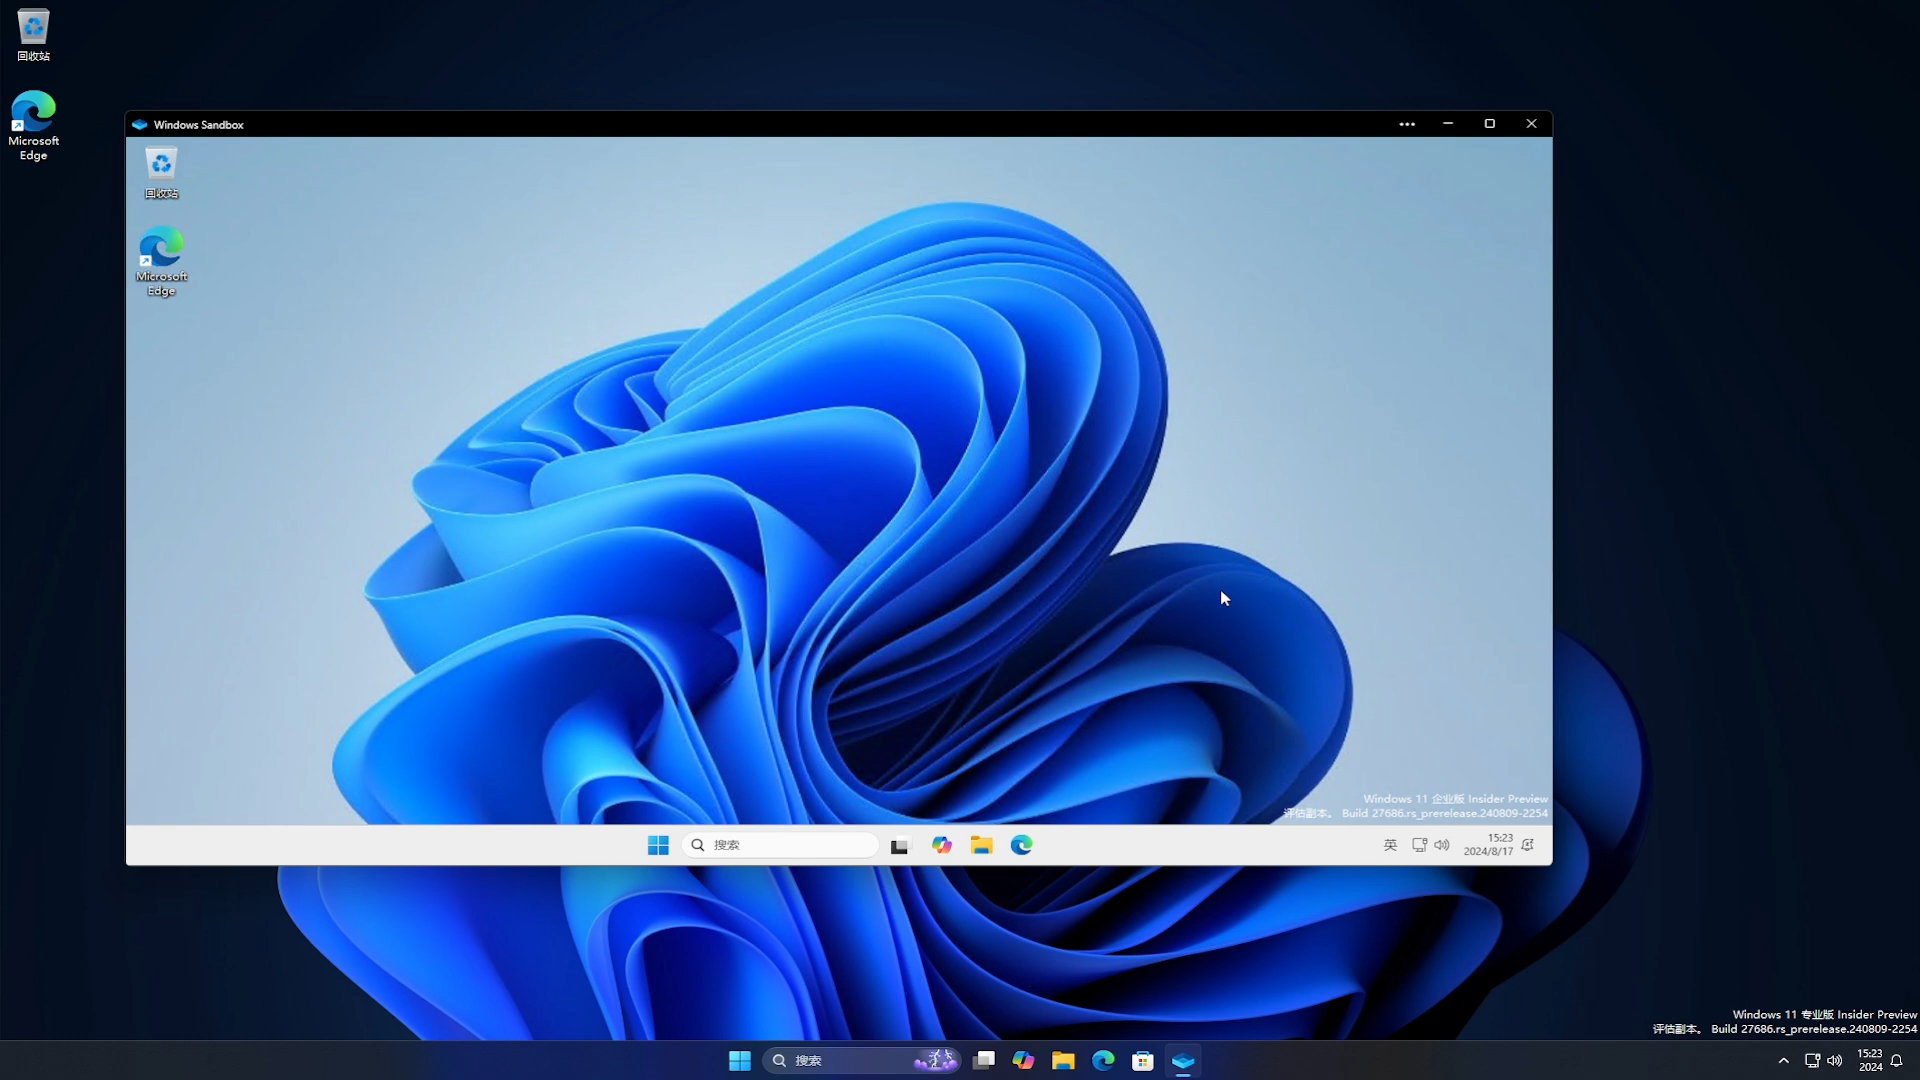 回收站
Microsoft
Edge
Windows Sandbox
回收站
Microsoft
Edge
Windows 11 企业版 Insider Preview
评估副本。 Build 27686.rs_prerelease.240809-2254
搜索
英
15:23
2024/8/17
Windows 11 专业版 Insider Preview
评估副本。 Build 27686.rs_prerelease.240809-2254
搜索
15:23
2024